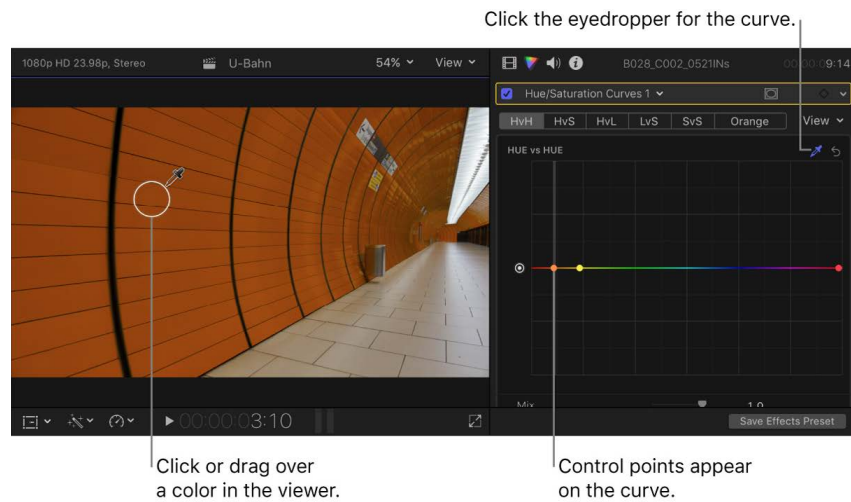 Click the eyedropper for the curve.
1080p HD 23.98p, Stereo
U-Bahn
54%
View
B028_C002_0521INs
00:00:09:14
Hue/Saturation Curves 1
HvH
HvS
HvL
LvS
SvS
Orange
View
HUE vs HUE
Mix
1.0
00:00:03:10
Save Effects Preset
Click or drag over
a color in the viewer.
Control points appear
on the curve.